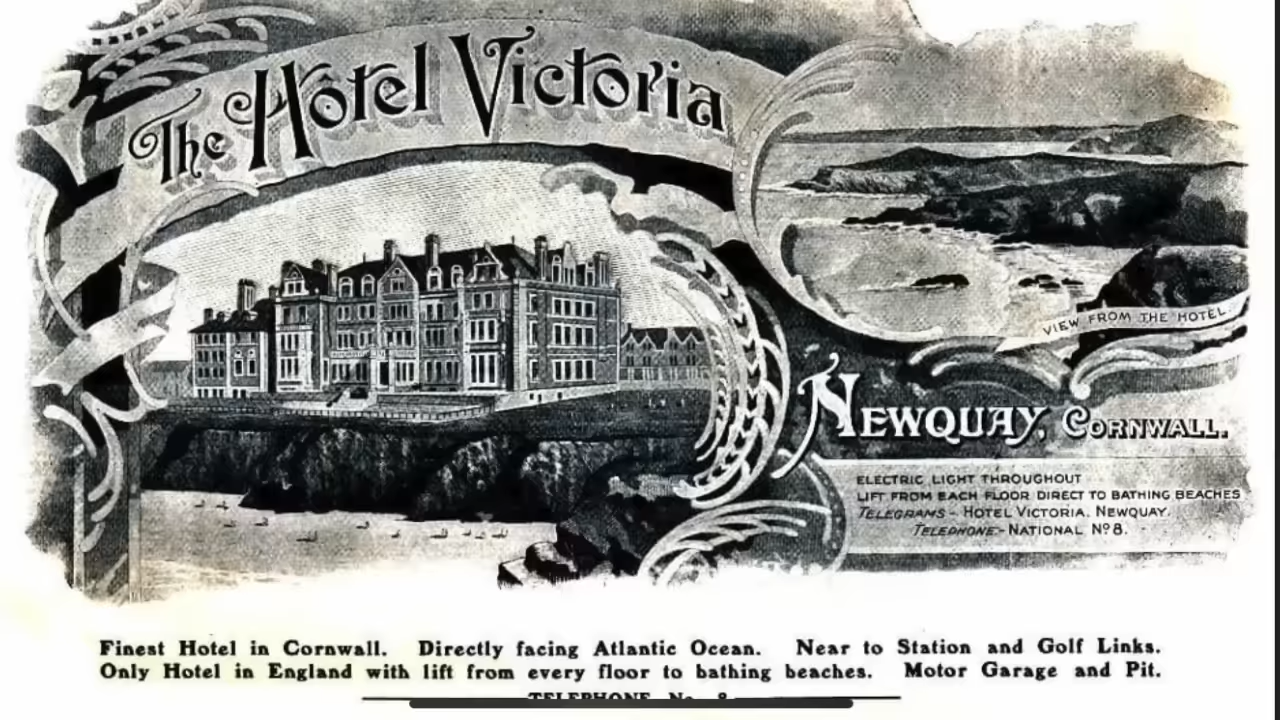 The Hotel Victoria
VIEW FROM THE HOTEL.
NEWQUAY, CORNWALL.
ELECTRIC LIGHT THROUGHOUT
LIFT FROM EACH FLOOR DIRECT TO BATHING BEACHES
TELEGRAMS - HOTEL VICTORIA. NEWQUAY.
TELEPHONE - NATIONAL Nº 8.
Finest Hotel in Cornwall. Directly facing Atlantic Ocean. Near to Station and Golf Links.
Only Hotel in England with lift from every floor to bathing beaches. Motor Garage and Pit.
TELEPHONE No. 8